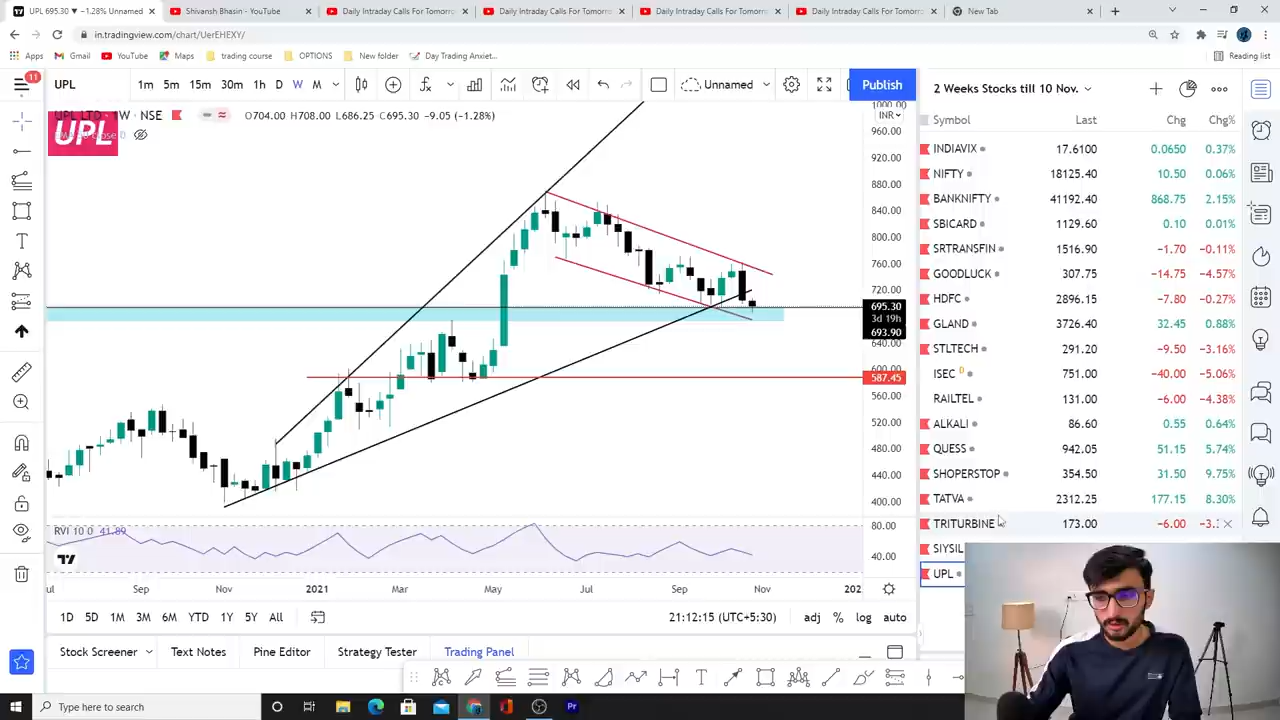 UPL 695.30 ▼ −1.28% Unnamed
Shivansh Bhasin - YouTube
Daily Intraday Calls For Tomorro
Daily Intraday Calls For Tomorro
Daily Intraday Calls For Tomorro
Daily Intraday Calls For Tomorro
New Tab
in.tradingview.com/chart/UerEHEXY/
Apps Gmail YouTube Maps trading course OPTIONS New folder Day Trading Anxiet... Reading list
11
UPL 1m 5m 15m 30m 1h D W M Unnamed Publish
2 Weeks Stocks till 10 Nov.
UPL LTD 1W NSE O704.00 H708.00 L686.25 C695.30 −9.05 (−1.28%)
UPL
INR
1000.00
960.00
920.00
880.00
840.00
800.00
760.00
720.00
695.30
3d 19h
693.90
640.00
600.00
587.45
560.00
520.00
480.00
440.00
400.00
80.00
40.00
RVI 10 0 41.89
ul Sep Nov 2021 Mar May Jul Sep Nov 202
1D 5D 1M 3M 6M YTD 1Y 5Y All
21:12:15 (UTC+5:30) adj % log auto
Stock Screener Text Notes Pine Editor Strategy Tester Trading Panel
Symbol Last Chg Chg%
INDIAVIX 17.6100 0.0650 0.37%
NIFTY 18125.40 10.50 0.06%
BANKNIFTY 41192.40 868.75 2.15%
SBICARD 1129.60 0.10 0.01%
SRTRANSFIN 1516.90 −1.70 −0.11%
GOODLUCK 307.75 −14.75 −4.57%
HDFC 2896.15 −7.80 −0.27%
GLAND 3726.40 32.45 0.88%
STLTECH 291.20 −9.50 −3.16%
ISEC D 751.00 −40.00 −5.06%
RAILTEL 131.00 −6.00 −4.38%
ALKALI 86.60 0.55 0.64%
QUESS 942.05 51.15 5.74%
SHOPERSTOP 354.50 31.50 9.75%
TATVA 2312.25 177.15 8.30%
TRITURBINE 173.00 −6.00
SIYSIL
UPL
Type here to search
Pr